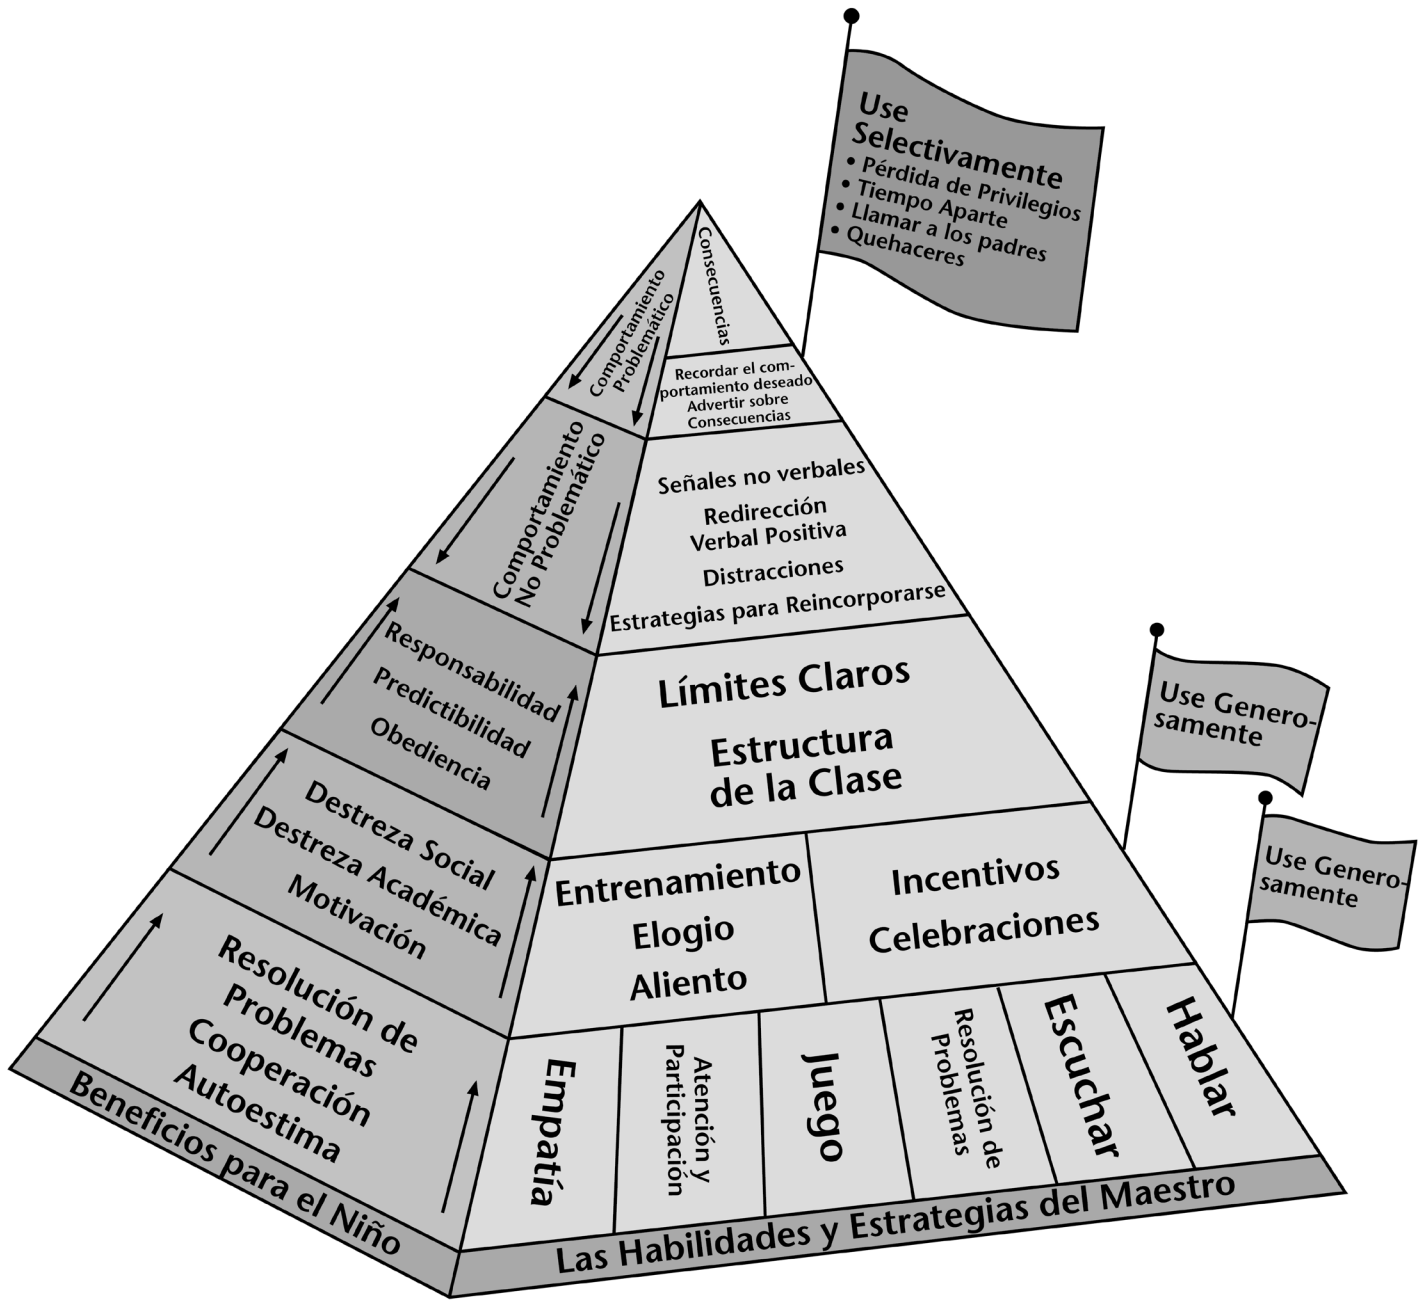 Use
Selectivamente
• Pérdida de Privilegios
• Tiempo Aparte
• Llamar a los padres
• Quehaceres
Comportamiento
Problemático
Consecuencias
Recordar el com-
portamiento deseado
Advertir sobre
Consecuencias
Comportamiento
No Problemático
Señales no verbales
Redirección
Verbal Positiva
Distracciones
Estrategias para Reincorporarse
Responsabilidad
Predictibilidad
Obediencia
Límites Claros
Estructura
de la Clase
Use Genero-
samente
Destreza Social
Destreza Académica
Motivación
Entrenamiento
Elogio
Aliento
Incentivos
Celebraciones
Use Genero-
samente
Resolución de
Problemas
Cooperación
Autoestima
Empatía
Atención y
Participación
Juego
Resolución de
Problemas
Escuchar
Hablar
Beneficios para el Niño
Las Habilidades y Estrategias del Maestro